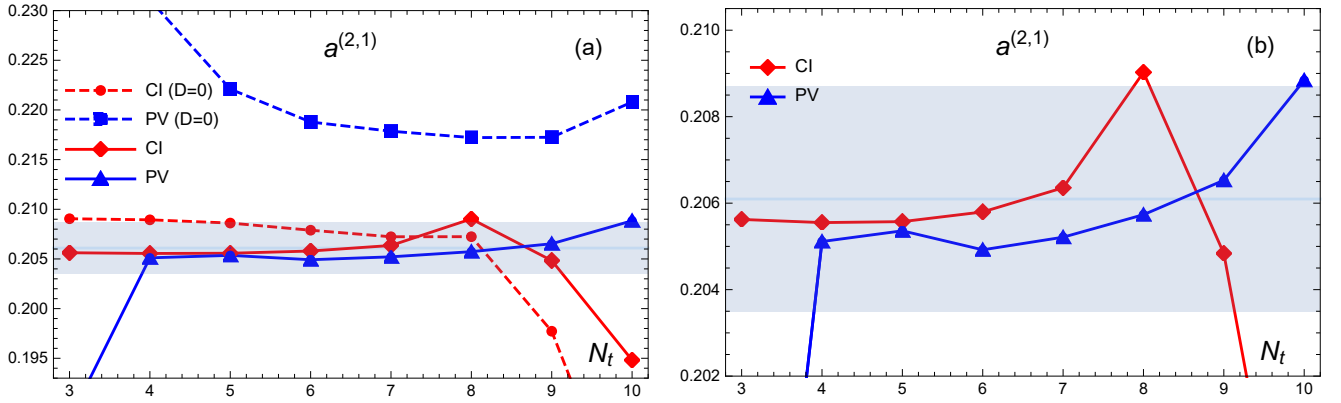 a^(2,1)
(a)
CI (D=0)
PV (D=0)
CI
PV
N_t
0.230
0.225
0.220
0.215
0.210
0.205
0.200
0.195
3 4 5 6 7 8 9 10
a^(2,1)
(b)
CI
PV
N_t
0.210
0.208
0.206
0.204
0.202
3 4 5 6 7 8 9 10